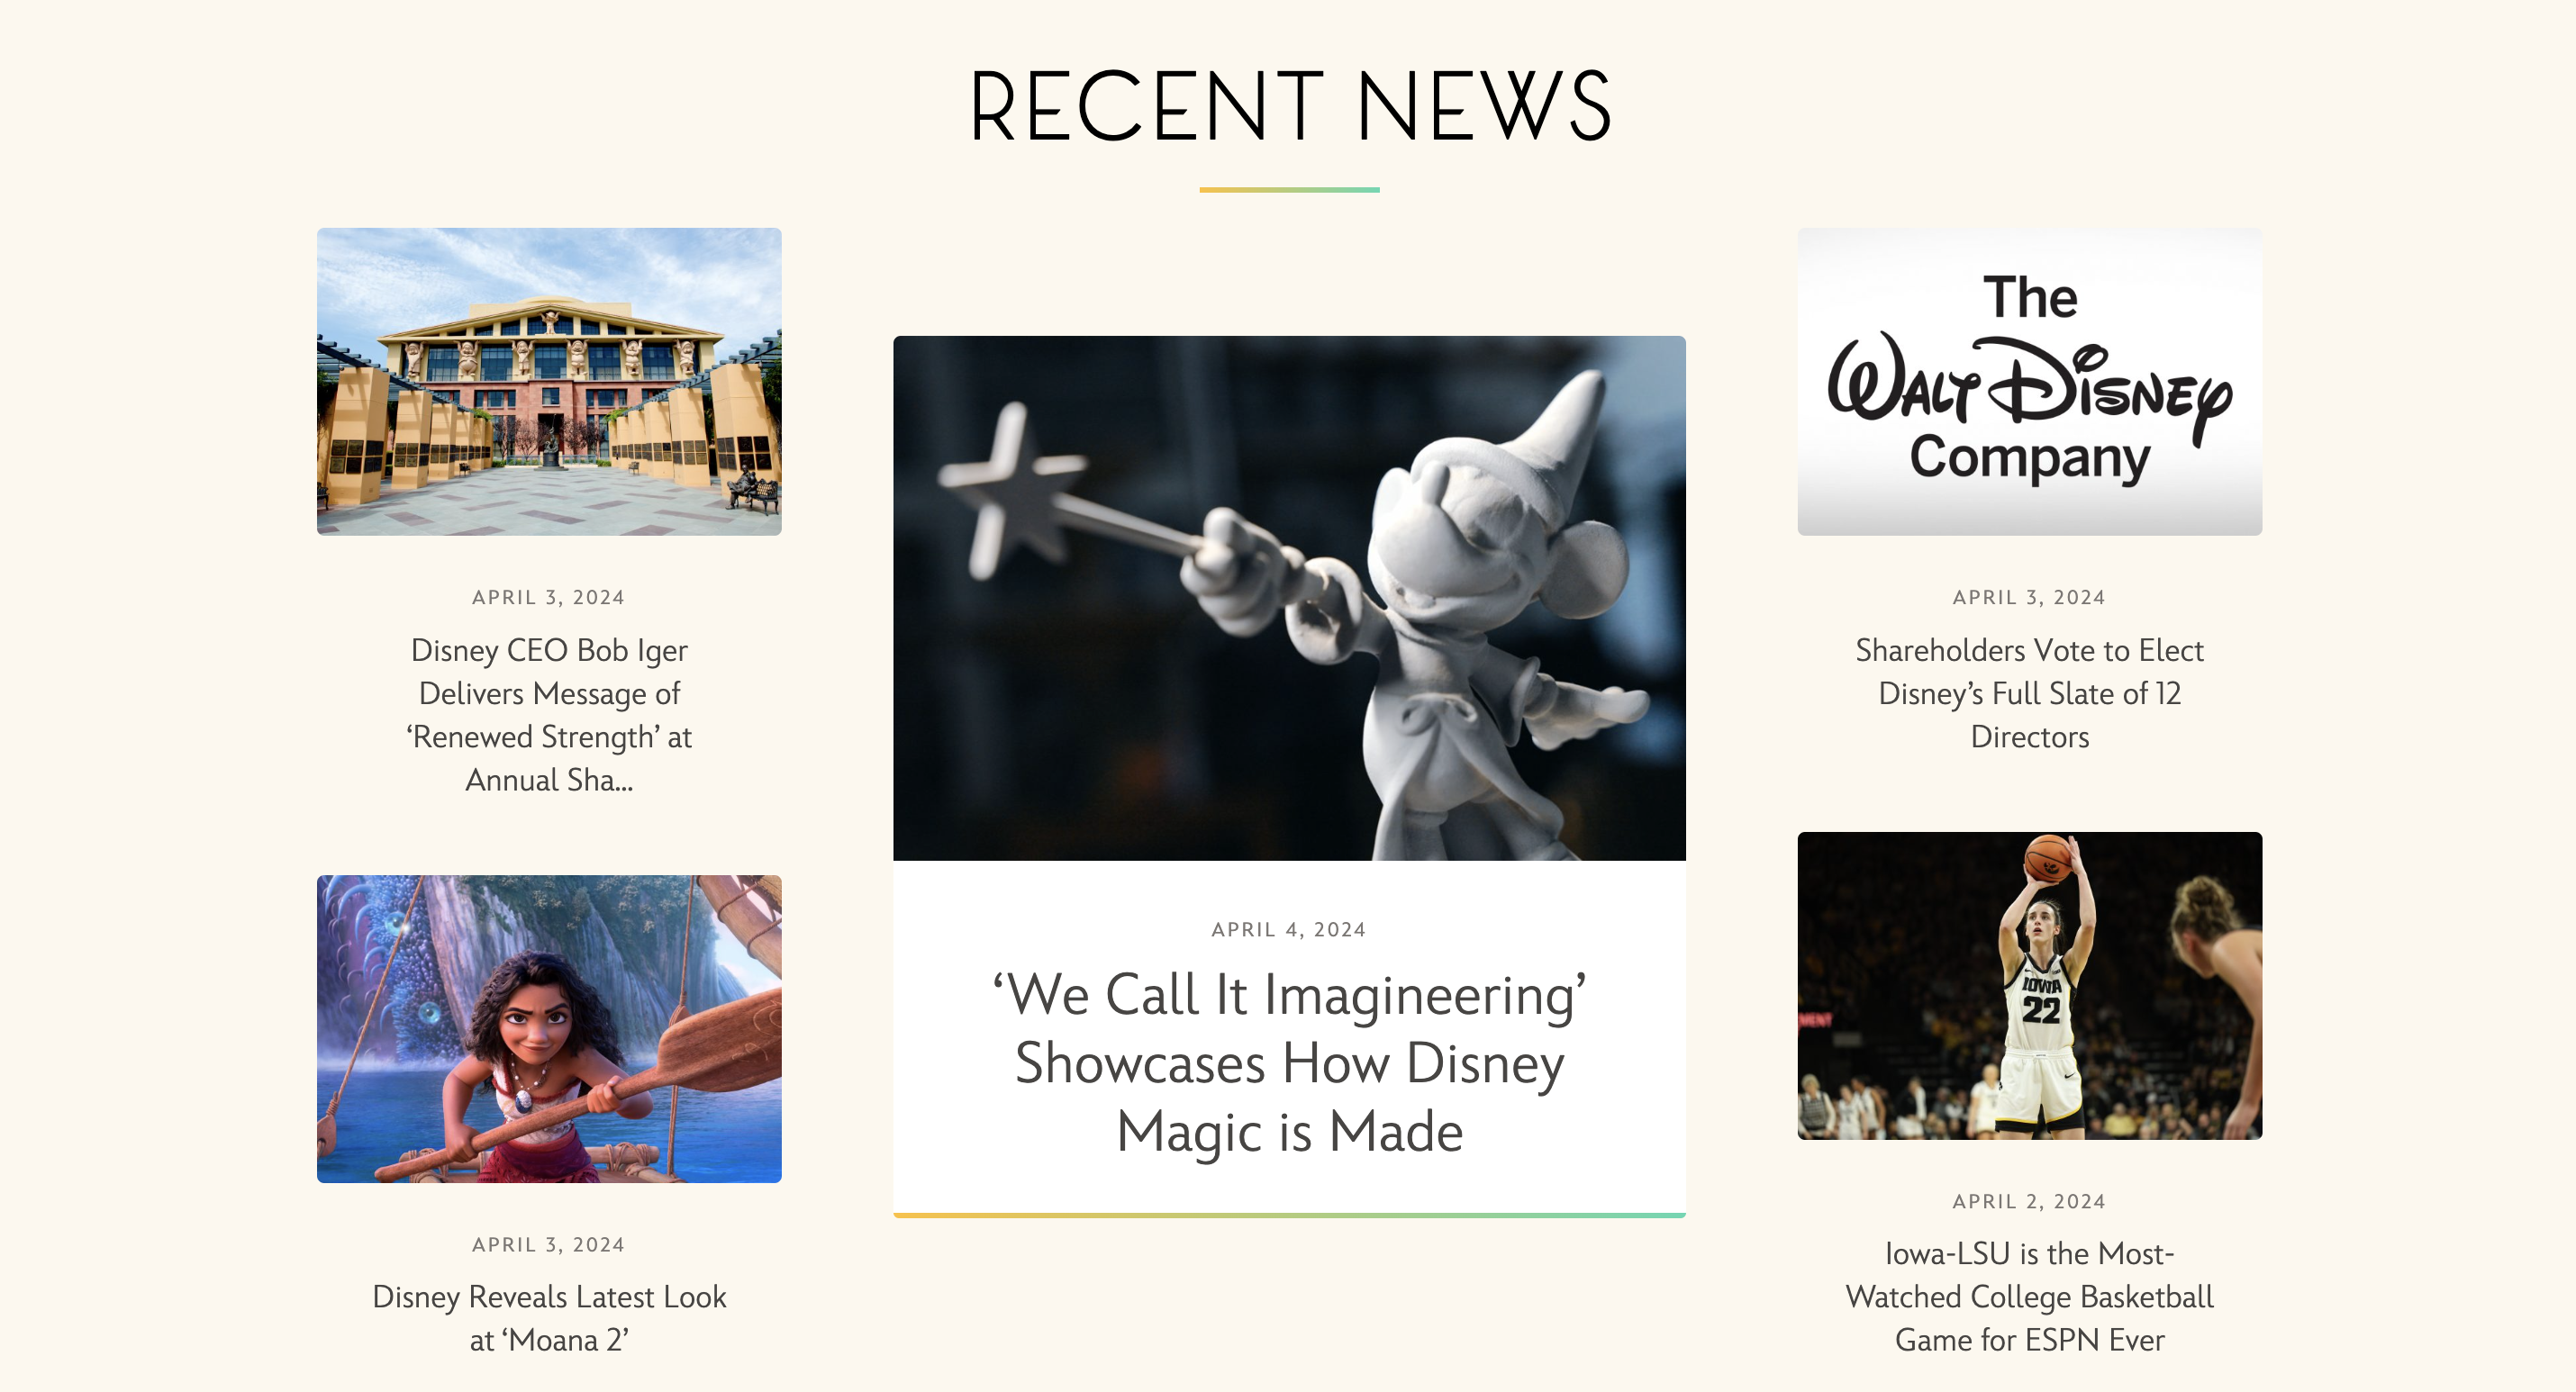 RECENT NEWS
The
WALT DISNEY
Company
APRIL 3, 2024
Disney CEO Bob Iger
Delivers Message of
‘Renewed Strength’ at
Annual Sha...
APRIL 3, 2024
Disney Reveals Latest Look
at ‘Moana 2’
APRIL 4, 2024
‘We Call It Imagineering’
Showcases How Disney
Magic is Made
APRIL 3, 2024
Shareholders Vote to Elect
Disney’s Full Slate of 12
Directors
IOWA
22
APRIL 2, 2024
Iowa-LSU is the Most-
Watched College Basketball
Game for ESPN Ever